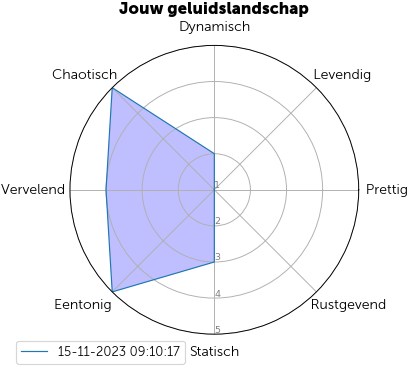 Jouw geluidslandschap
Dynamisch
Chaotisch
Levendig
Vervelend
1
Prettig
2
3
4
Eentonig
Rustgevend
5
15-11-2023 09:10:17
Statisch